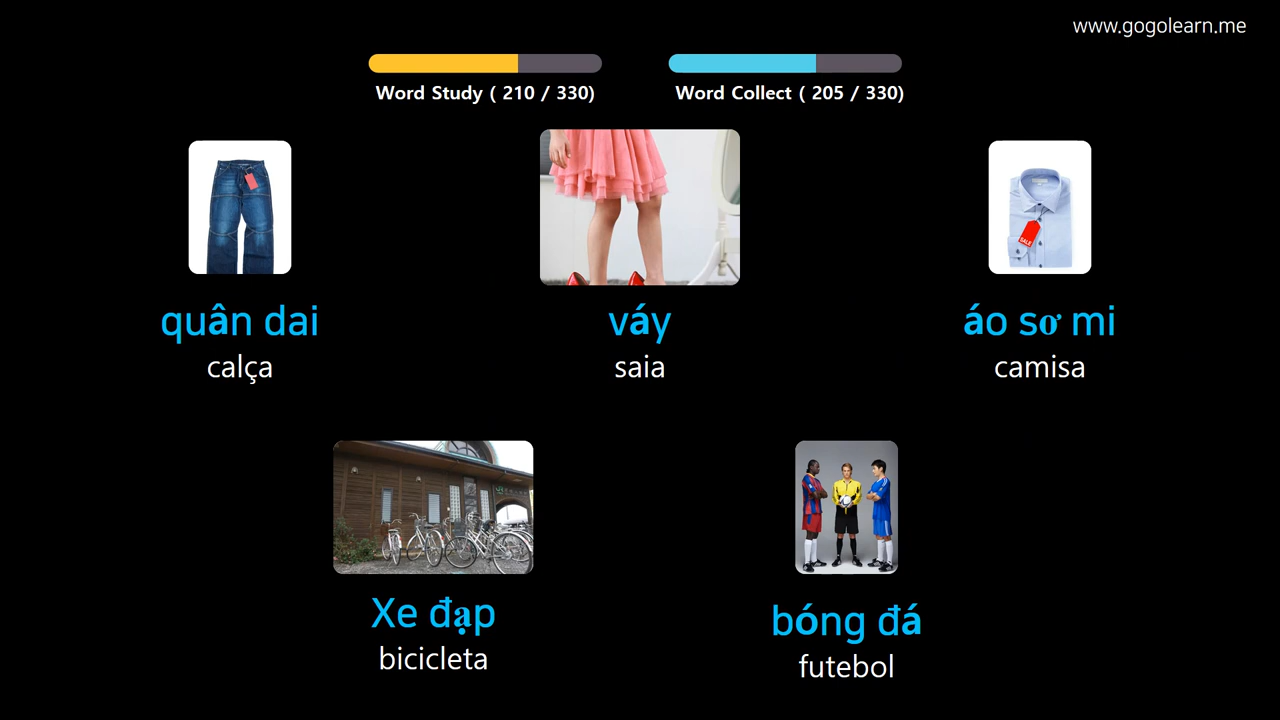 www.gogolearn.me
Word Study ( 210 / 330)
Word Collect ( 205 / 330)
quân dai
calça
váy
saia
SALE
áo sơ mi
camisa
Xe đạp
bicicleta
bóng đá
futebol